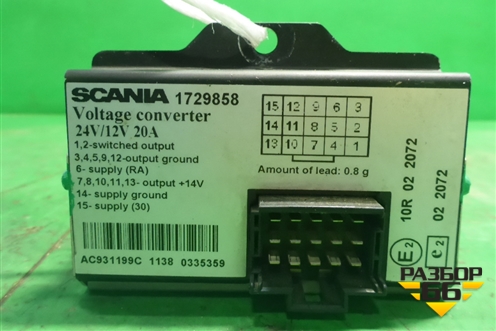 SCANIA 1729858
Voltage converter
24V/12V 20A
1,2-switched output
3,4,5,9,12-output ground
6- supply (RA)
7,8,10,11,13- output +14V
14- supply ground
15- supply (30)
AC931199C 1138 0335359
15 12 9 6 3
14 11 8 5 2
13 10 7 4 1
Amount of lead: 0.8 g
10R 02 2072
E2
e2
02 2072
РАЗБОР
66